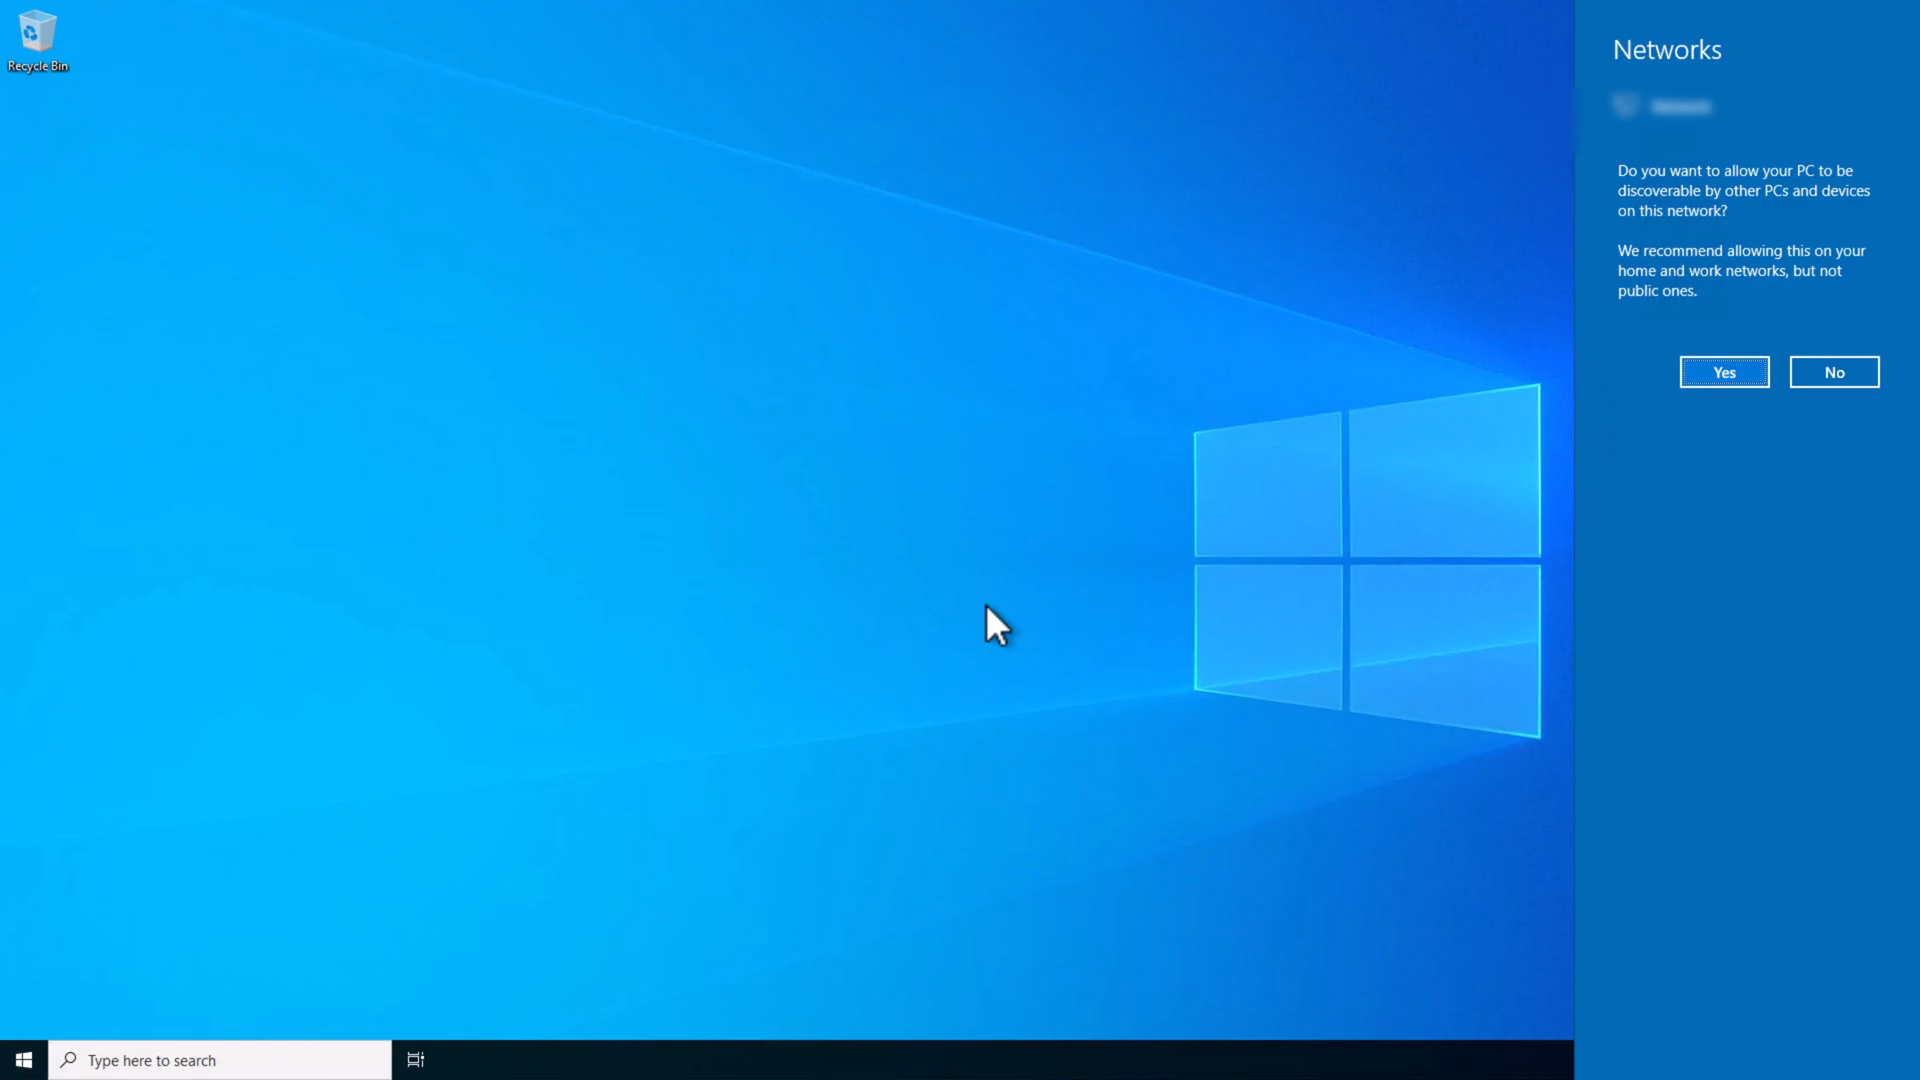 Recycle Bin
Networks
Network
Do you want to allow your PC to be
discoverable by other PCs and devices
on this network?
We recommend allowing this on your
home and work networks, but not
public ones.
Yes
No
Type here to search